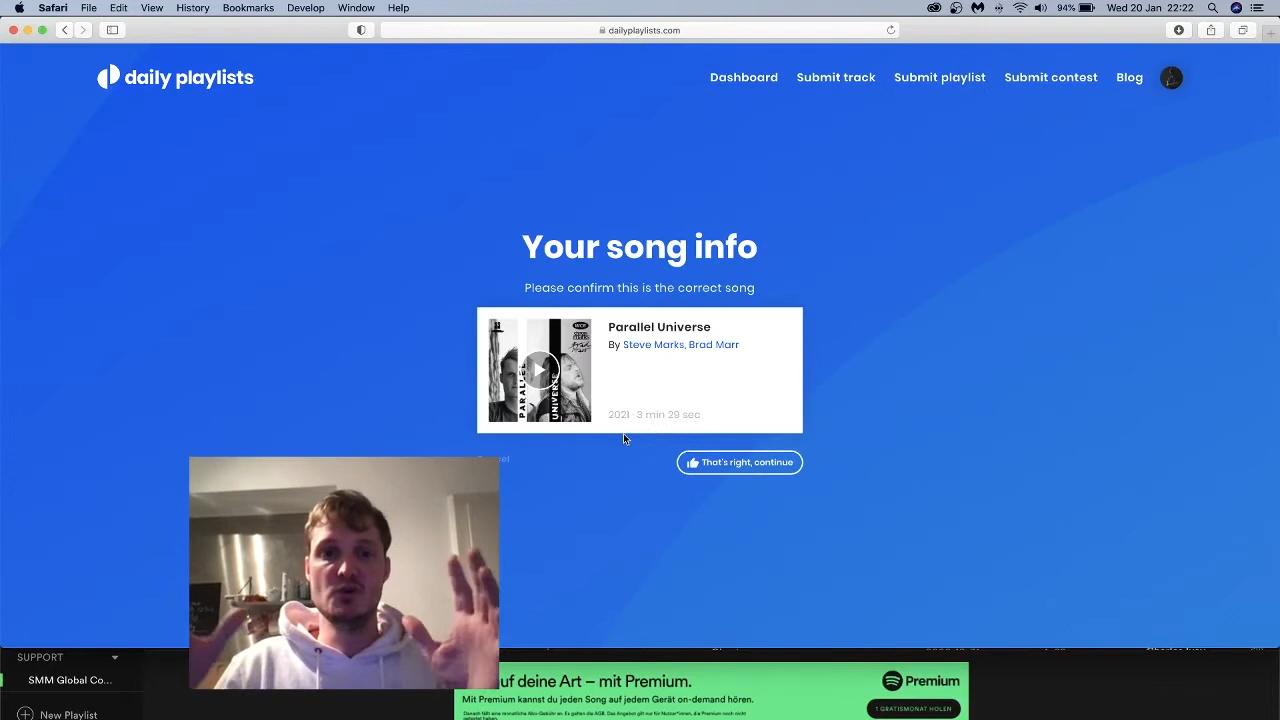 Safari File Edit View History Bookmarks Develop Window Help 94% Wed 20 Jan 22:22
dailyplaylists.com
daily playlists Dashboard Submit track Submit playlist Submit contest Blog
Your song info
Please confirm this is the correct song
Parallel Universe
By Steve Marks, Brad Marr
PARALLEL
UNIVERSE
2021 · 3 min 29 sec
That's right, continue
SUPPORT
SMM Global Co...
New Playlist
uf deine Art – mit Premium.
Mit Premium kannst du jeden Song auf jedem Gerät on-demand hören.
Premium
1 GRATISMONAT HOLEN